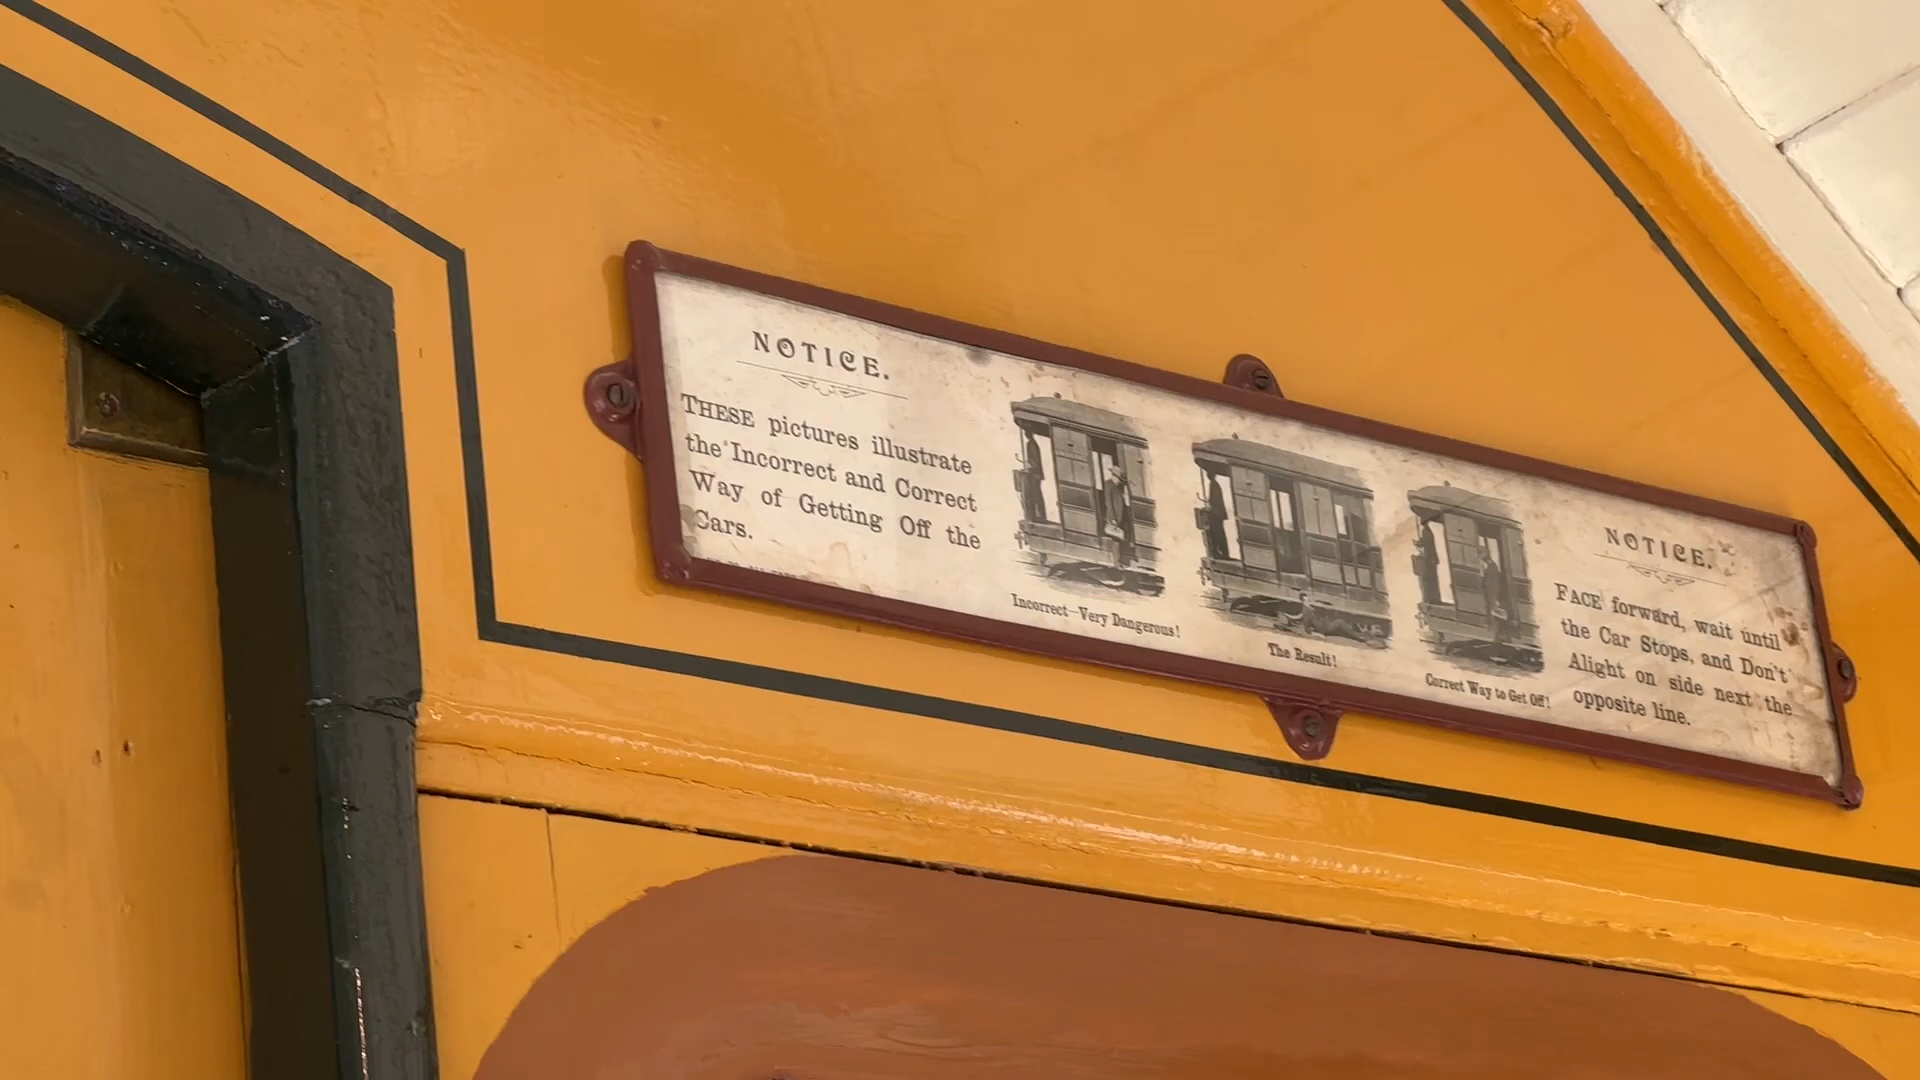 NOTICE.
THESE pictures illustrate
the Incorrect and Correct
Way of Getting Off the
Cars.
Incorrect—Very Dangerous!
The Result!
Correct Way to Get Off!
NOTICE.
FACE forward, wait until
the Car Stops, and Don't
Alight on side next the
opposite line.